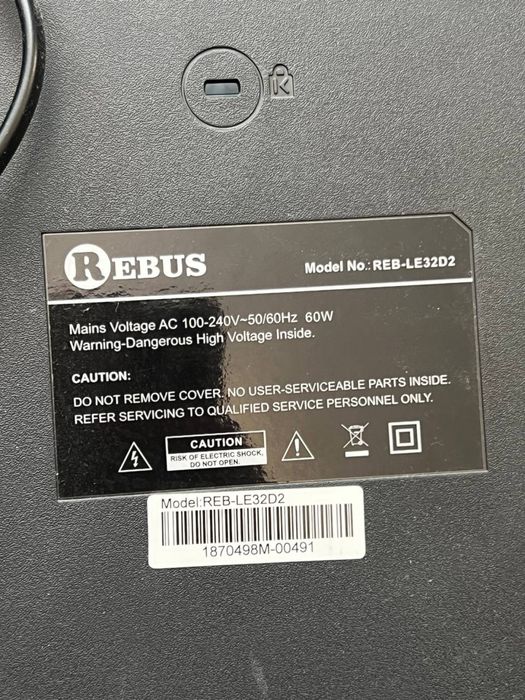 REBUS
Model No.: REB-LE32D2
Mains Voltage AC 100-240V~50/60Hz 60W
Warning-Dangerous High Voltage Inside.
CAUTION:
DO NOT REMOVE COVER. NO USER-SERVICEABLE PARTS INSIDE.
REFER SERVICING TO QUALIFIED SERVICE PERSONNEL ONLY.
CAUTION
RISK OF ELECTRIC SHOCK,
DO NOT OPEN.
Model:REB-LE32D2
1870498M-00491